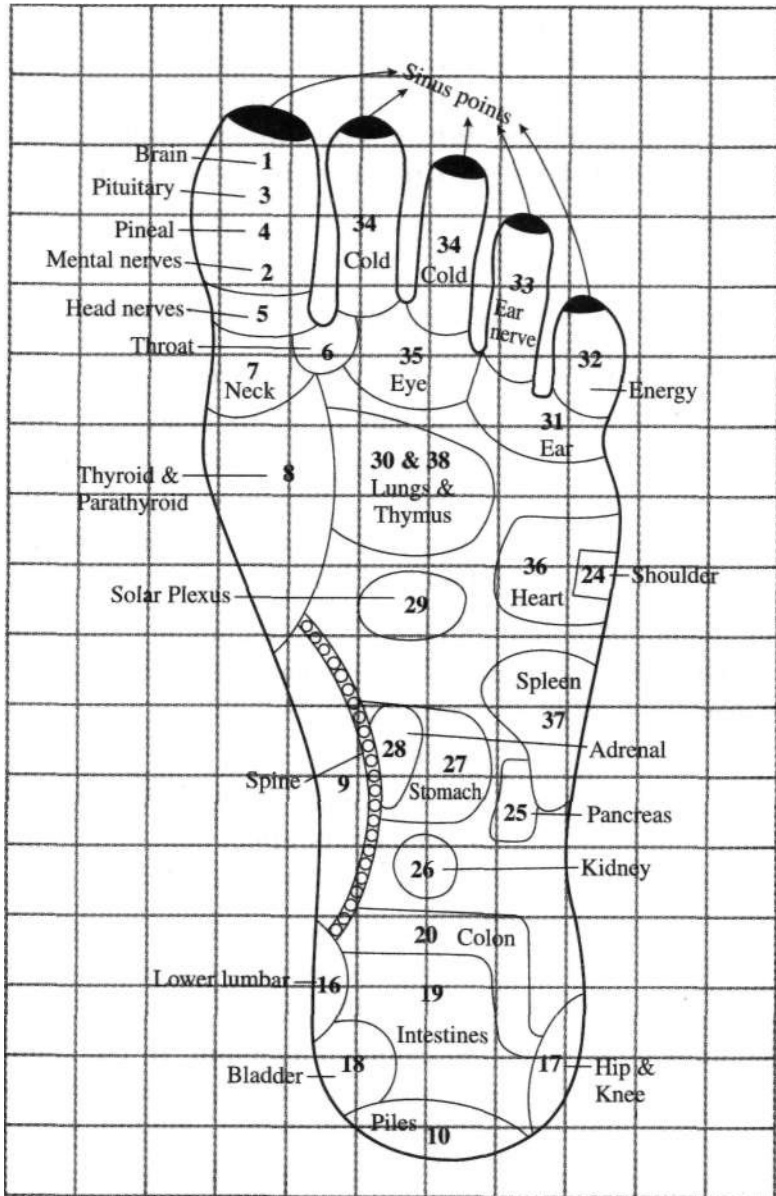 Sinus points
Brain 1
Pituitary 3
Pineal 4
Mental nerves 2
Head nerves 5
Throat 6
7
Neck
34
Cold
34
Cold
33
Ear
nerve
32
Energy
35
Eye
31
Ear
Thyroid & 8
Parathyroid
30 & 38
Lungs &
Thymus
36
Heart
24 Shoulder
Solar Plexus 29
Spleen
37
28 Adrenal
27
Stomach
Spine 9
25 Pancreas
26 Kidney
20 Colon
Lower lumbar 16
19
Intestines
Bladder 18
17 Hip &
Knee
Piles 10